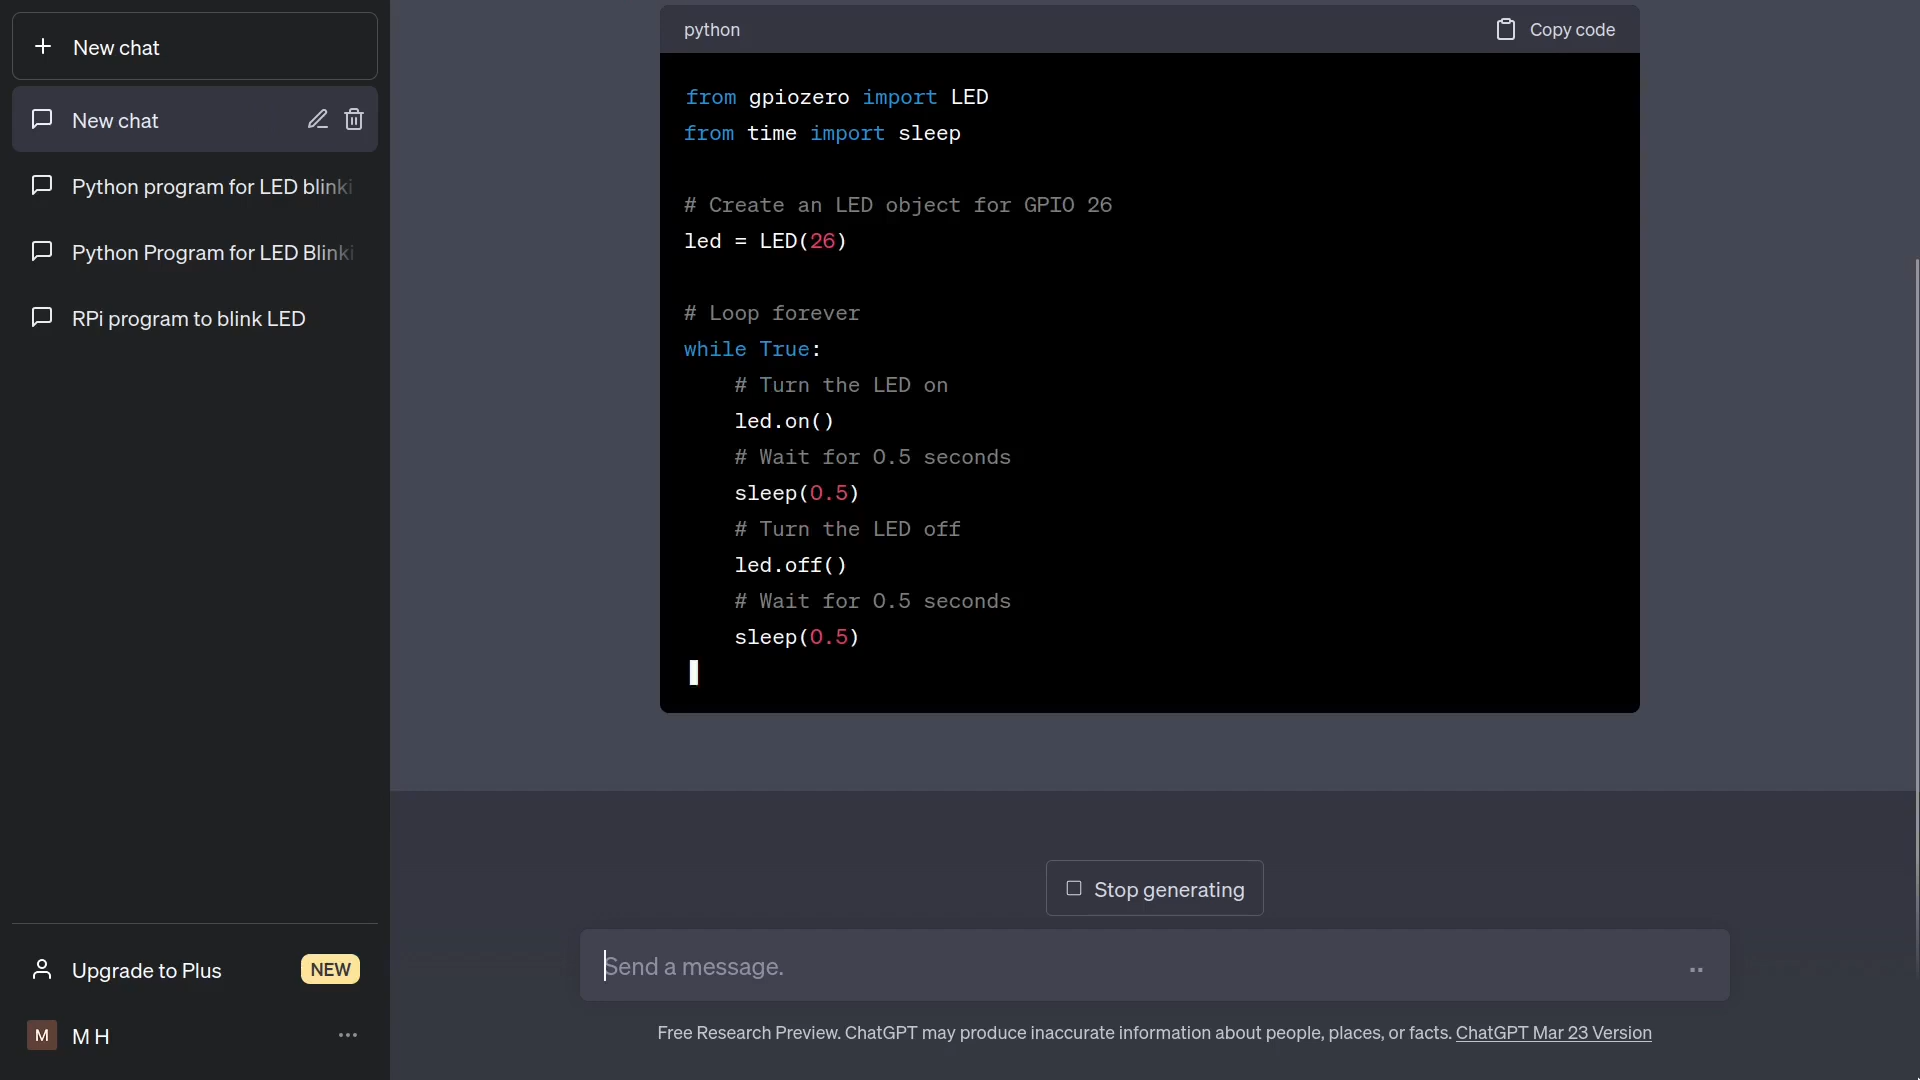 New chat
New chat
Python program for LED blinki
Python Program for LED Blinki
RPi program to blink LED
Upgrade to Plus NEW
M M H
python Copy code
from gpiozero import LED
from time import sleep
# Create an LED object for GPIO 26
led = LED(26)
# Loop forever
while True:
    # Turn the LED on
    led.on()
    # Wait for 0.5 seconds
    sleep(0.5)
    # Turn the LED off
    led.off()
    # Wait for 0.5 seconds
    sleep(0.5)
Stop generating
Send a message.
Free Research Preview. ChatGPT may produce inaccurate information about people, places, or facts. ChatGPT Mar 23 Version